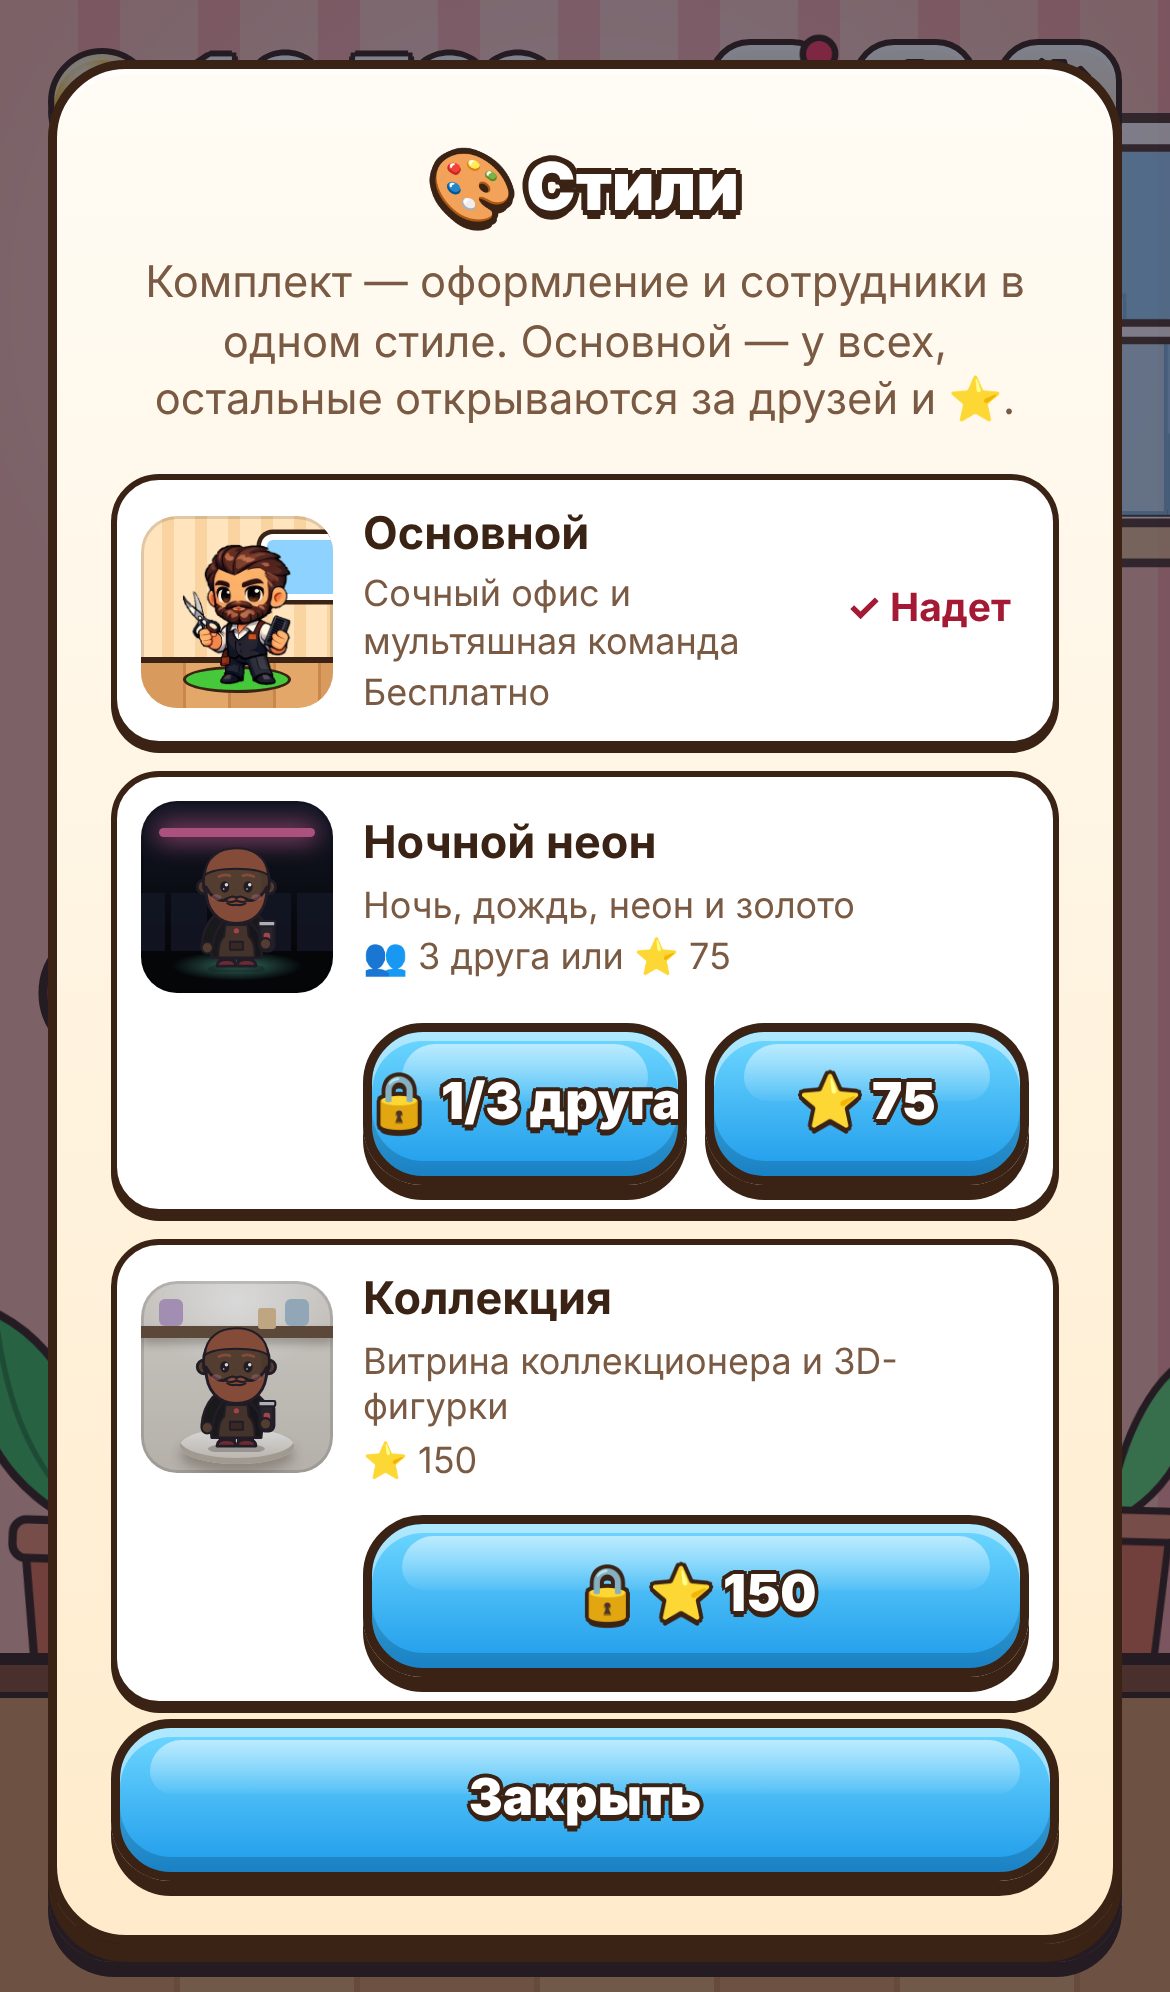 🎨 Стили
Комплект — оформление и сотрудники в
одном стиле. Основной — у всех,
остальные открываются за друзей и ⭐.
Основной
Сочный офис и
мультяшная команда
Бесплатно
✓ Надет
Ночной неон
Ночь, дождь, неон и золото
👥 3 друга или ⭐ 75
🔒 1/3 друга
⭐ 75
Коллекция
Витрина коллекционера и 3D-
фигурки
⭐ 150
🔒 ⭐ 150
Закрыть